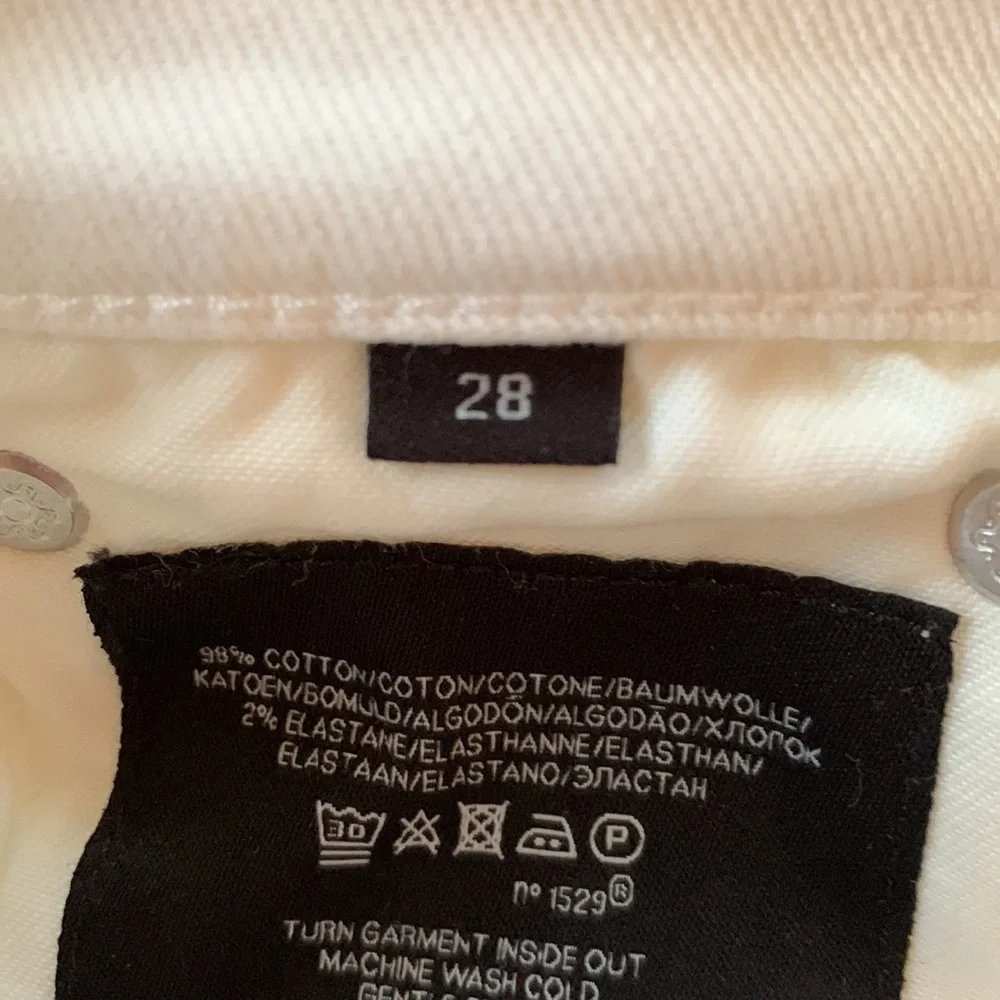 28
98% COTTON/COTON/COTONE/BAUMWOLLE/
KATOEN/BOMULD/ALGODÖN/ALGODÃO/ХЛОПОК
2% ELASTANE/ELASTHANNE/ELASTHAN/
ELASTAAN/ELASTANO/ЭЛАСТАН
30
P
nº 1529®
TURN GARMENT INSIDE OUT
MACHINE WASH COLD